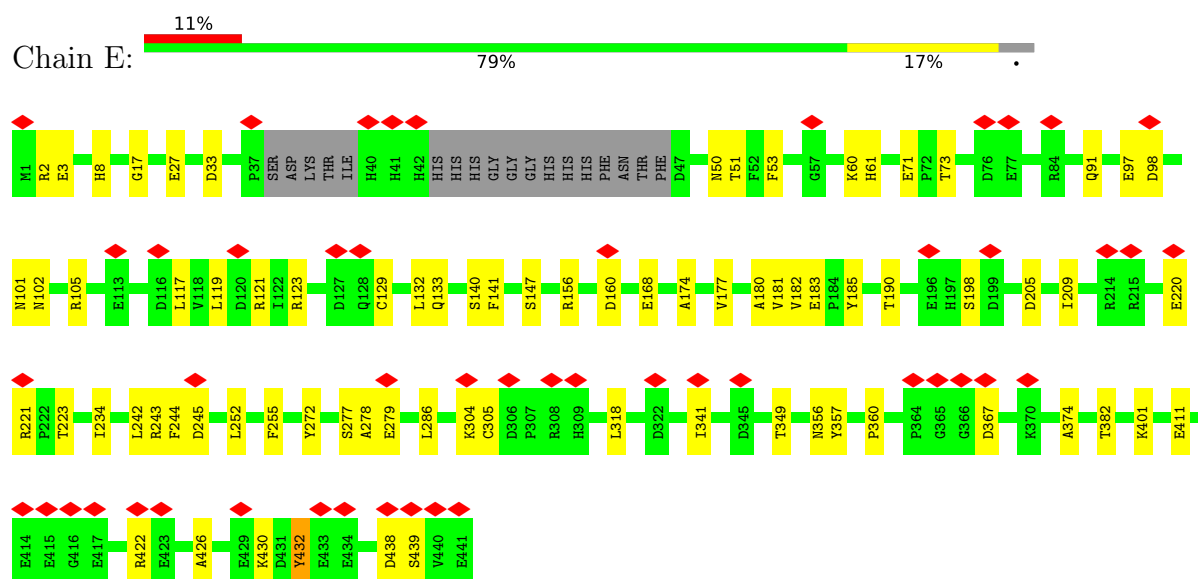 11%
Chain E:
79% 17% •
M1 R2 E3 H8 G17 E27 D33 P37 SER ASP LYS THR ILE H40 H41 H42 HIS HIS HIS GLY GLY GLY HIS HIS HIS PHE ASN THR PHE D47 N50 T51 F52 F53 G57 K60 H61 E71 P72 T73 D76 E77 R84 Q91 E97 D98
N101 N102 R105 E113 D116 L117 V118 L119 D120 R121 I122 R123 D127 Q128 C129 L132 Q133 S140 F141 S147 R156 D160 E168 A174 V177 A180 V181 V182 E183 P184 Y185 T190 E196 H197 S198 D199 D205 I209 R214 R215 E220
R221 P222 T223 I234 L242 R243 F244 D245 L252 F255 Y272 S277 A278 E279 L286 K304 C305 D306 P307 R308 H309 L318 D322 I341 D345 T349 N356 Y357 P360 P364 G365 G366 D367 K370 A374 T382 K401 E411
E414 E415 G416 E417 R422 E423 A426 E429 K430 D431 Y432 E433 E434 D438 S439 V440 E441